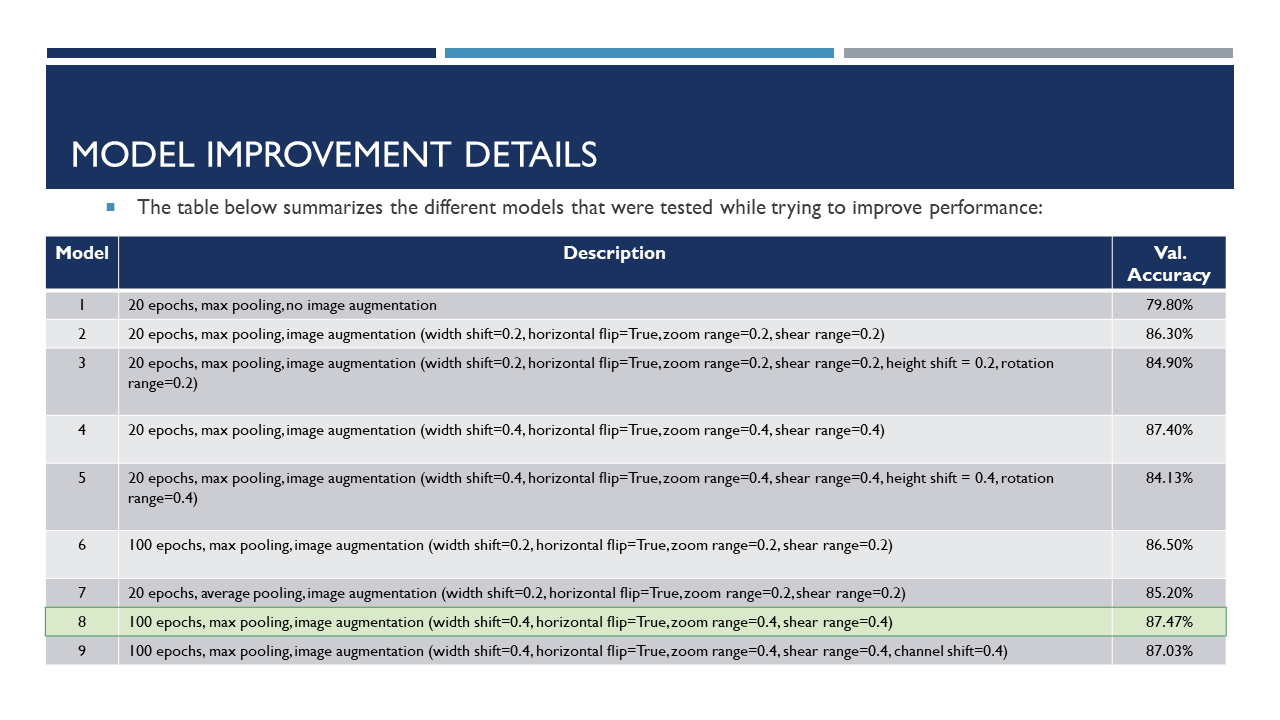 MODEL IMPROVEMENT DETAILS
The table below summarizes the different models that were tested while trying to improve performance:
Model Description Val. Accuracy
1 20 epochs, max pooling, no image augmentation 79.80%
2 20 epochs, max pooling, image augmentation (width shift=0.2, horizontal flip=True, zoom range=0.2, shear range=0.2) 86.30%
3 20 epochs, max pooling, image augmentation (width shift=0.2, horizontal flip=True, zoom range=0.2, shear range=0.2, height shift = 0.2, rotation 84.90%
range=0.2)
4 20 epochs, max pooling, image augmentation (width shift=0.4, horizontal flip=True, zoom range=0.4, shear range=0.4) 87.40%
5 20 epochs, max pooling, image augmentation (width shift=0.4, horizontal flip=True, zoom range=0.4, shear range=0.4, height shift = 0.4, rotation 84.13%
range=0.4)
6 100 epochs, max pooling, image augmentation (width shift=0.2, horizontal flip=True, zoom range=0.2, shear range=0.2) 86.50%
7 20 epochs, average pooling, image augmentation (width shift=0.2, horizontal flip=True, zoom range=0.2, shear range=0.2) 85.20%
8 100 epochs, max pooling, image augmentation (width shift=0.4, horizontal flip=True, zoom range=0.4, shear range=0.4) 87.47%
9 100 epochs, max pooling, image augmentation (width shift=0.4, horizontal flip=True, zoom range=0.4, shear range=0.4, channel shift=0.4) 87.03%